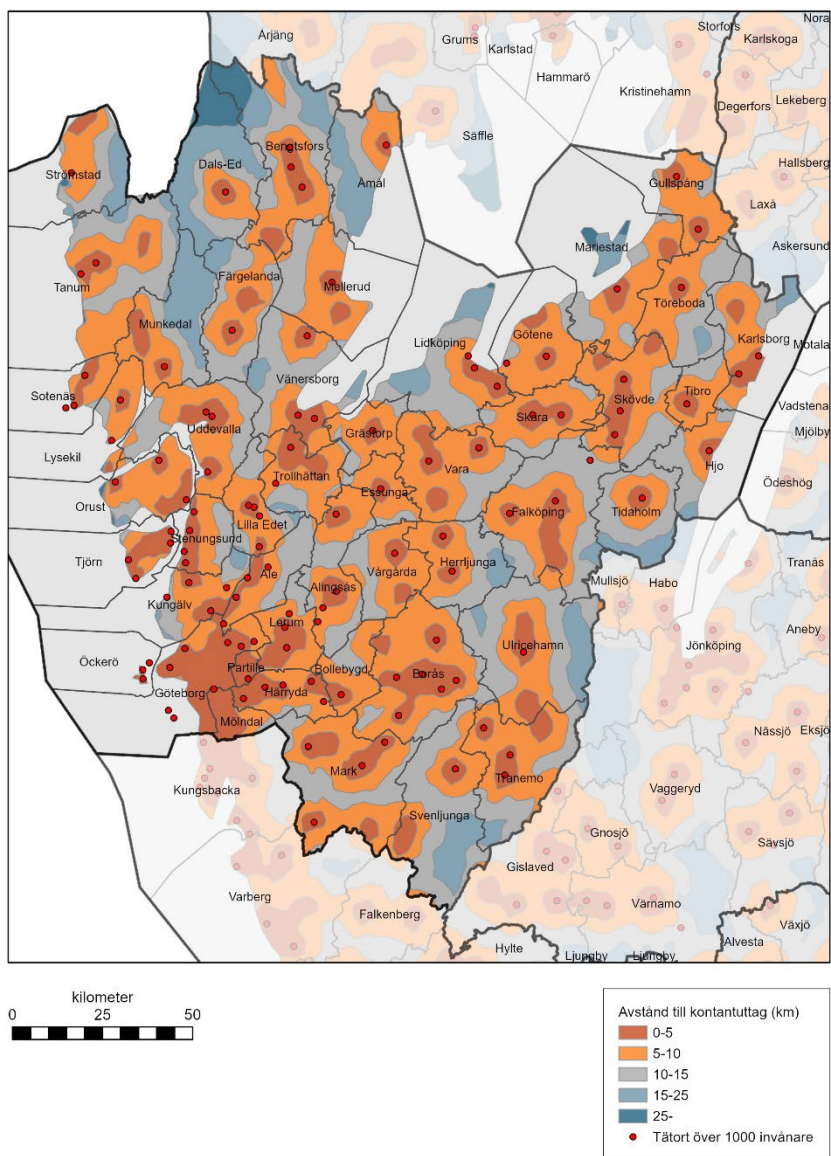 Årjäng
Grums
Karlstad
Storfors
Nora
Karlskoga
Hammarö
Kristinehamn
Degerfors
Lekeberg
Säffle
Hallsberg
Laxå
Askersund
Strömstad
Dals-Ed
Bengtsfors
Åmål
Gullspång
Mariestad
Tanum
Färgelanda
Mellerud
Töreboda
Munkedal
Lidköping
Götene
Karlsborg
Motala
Sotenäs
Vänersborg
Skövde
Tibro
Vadstena
Uddevalla
Grästorp
Skara
Mjölby
Lysekil
Trollhättan
Vara
Hjo
Ödeshög
Orust
Essunga
Lilla Edet
Falköping
Tidaholm
Stenungsund
Tjörn
Ale
Vårgårda
Herrljunga
Tranås
Kungälv
Alingsås
Mullsjö
Habo
Lerum
Aneby
Öckerö
Partille
Bollebygd
Ulricehamn
Jönköping
Göteborg
Härryda
Borås
Mölndal
Nässjö
Eksjö
Mark
Tranemo
Kungsbacka
Vaggeryd
Svenljunga
Gnosjö
Sävsjö
Gislaved
Varberg
Värnamo
Falkenberg
Växjö
Hylte
Ljungby
Ljungby
Alvesta
kilometer
0 25 50
Avstånd till kontantuttag (km)
0-5
5-10
10-15
15-25
25-
Tätort över 1000 invånare